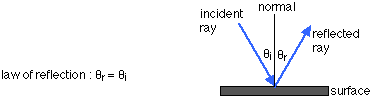 normal
incident
ray
reflected
ray
θi θr
law of reflection : θr = θi
surface